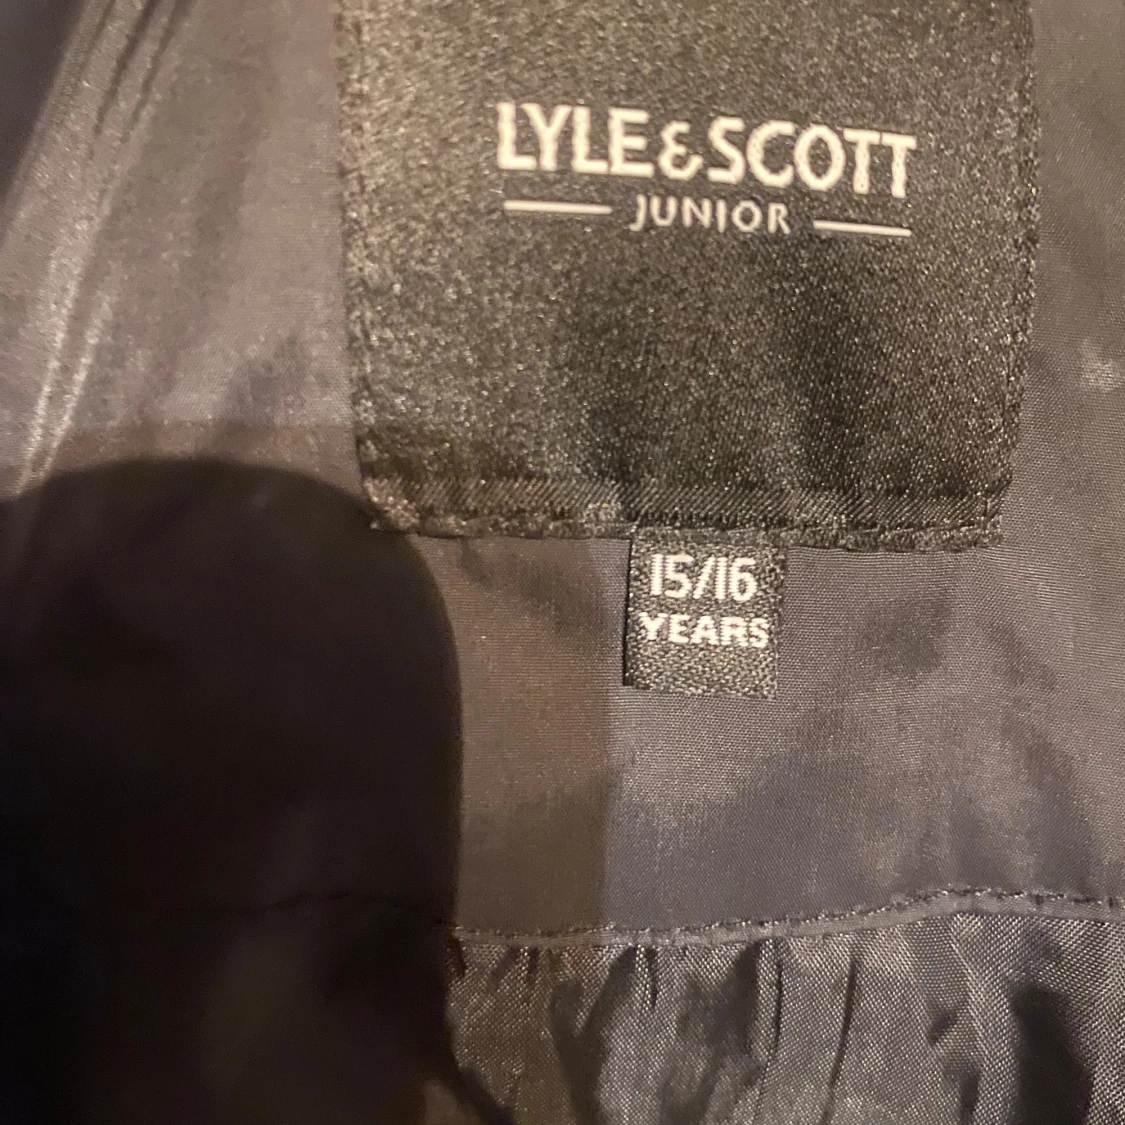 LYLE & SCOTT
JUNIOR
15/16
YEARS